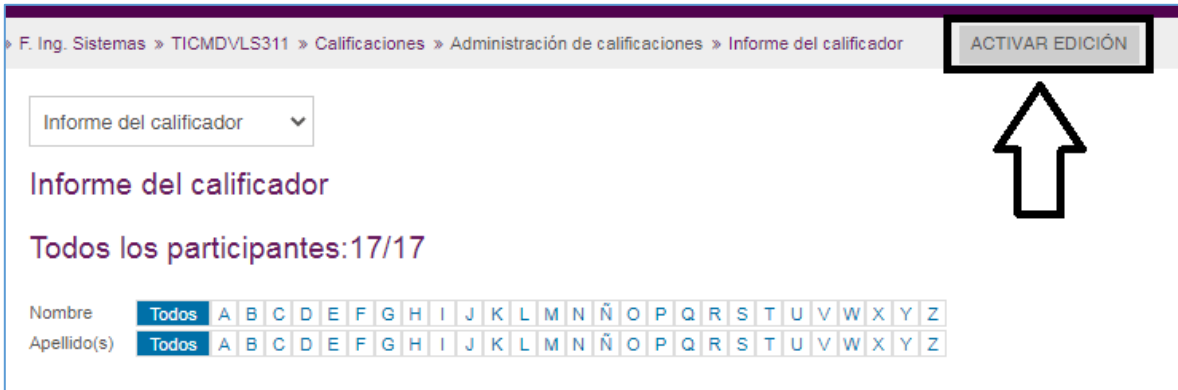 » F. Ing. Sistemas » TICMDVLS311 » Calificaciones » Administración de calificaciones » Informe del calificador ACTIVAR EDICIÓN
Informe del calificador
Informe del calificador
Todos los participantes:17/17
Nombre Todos A B C D E F G H I J K L M N Ñ O P Q R S T U V W X Y Z
Apellido(s) Todos A B C D E F G H I J K L M N Ñ O P Q R S T U V W X Y Z